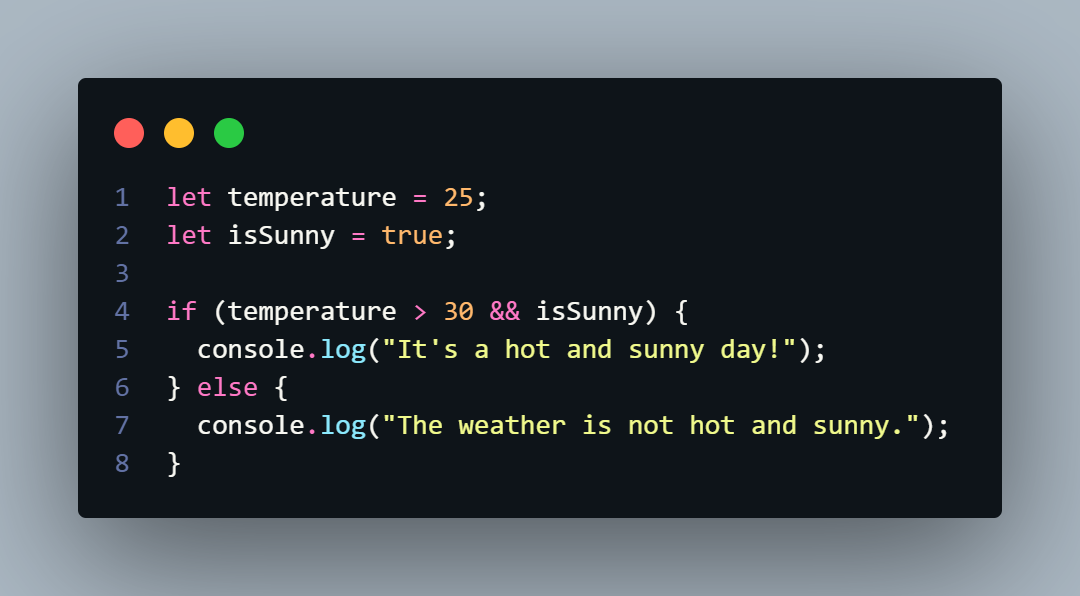 1 let temperature = 25;
2 let isSunny = true;
3
4 if (temperature > 30 && isSunny) {
5   console.log("It's a hot and sunny day!");
6 } else {
7   console.log("The weather is not hot and sunny.");
8 }